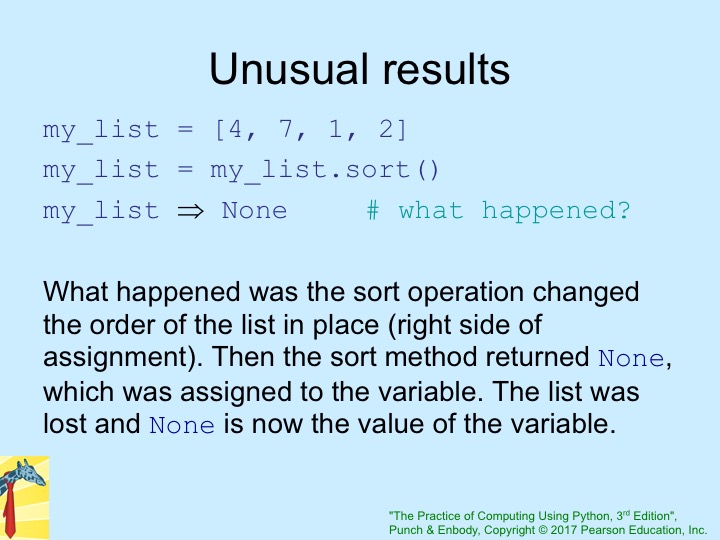 Unusual results
my_list = [4, 7, 1, 2]
my_list = my_list.sort()
my_list ⇒ None # what happened?
What happened was the sort operation changed
the order of the list in place (right side of
assignment). Then the sort method returned None,
which was assigned to the variable. The list was
lost and None is now the value of the variable.
"The Practice of Computing Using Python, 3rd Edition",
Punch & Enbody, Copyright © 2017 Pearson Education, Inc.